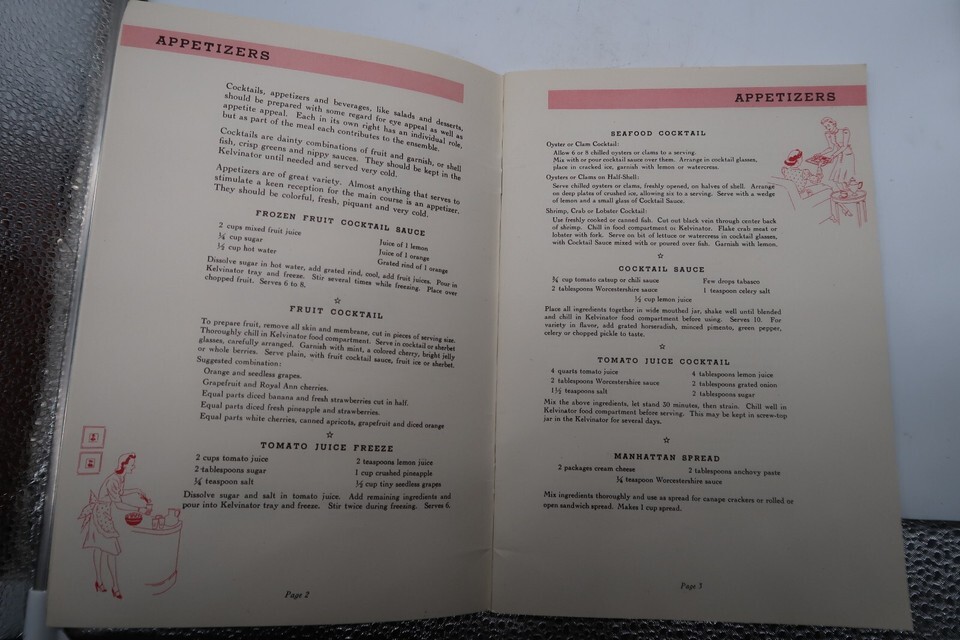 APPETIZERS
Cocktails, appetizers and beverages, like salads and desserts,
should be prepared with some regard for eye appeal as well as
appetite appeal. Each in its own right has an individual role,
but as part of the meal each contributes to the ensemble.
Cocktails are dainty combinations of fruit and garnish, or shell
fish, crisp greens and nippy sauces. They should be kept in the
Kelvinator until needed and served very cold.
Appetizers are of great variety. Almost anything that serves to
stimulate a keen reception for the main course is an appetizer.
They should be colorful, fresh, piquant and very cold.
FROZEN FRUIT COCKTAIL SAUCE
2 cups mixed fruit juice
¾ cup sugar
½ cup hot water
Juice of 1 lemon
Juice of 1 orange
Grated rind of 1 orange
Dissolve sugar in hot water, add grated rind, cool, add fruit juices. Pour in
Kelvinator tray and freeze. Stir several times while freezing. Place over
chopped fruit. Serves 6 to 8.
☆
FRUIT COCKTAIL
To prepare fruit, remove all skin and membrane, cut in pieces of serving size.
Thoroughly chill in Kelvinator food compartment. Serve in cocktail or sherbet
glasses, carefully arranged. Garnish with mint, a colored cherry, bright jelly
or whole berries. Serve plain, with fruit cocktail sauce, fruit ice or sherbet.
Suggested combination:
Orange and seedless grapes.
Grapefruit and Royal Ann cherries.
Equal parts diced banana and fresh strawberries cut in half.
Equal parts diced fresh pineapple and strawberries.
Equal parts white cherries, canned apricots, grapefruit and diced orange
☆
TOMATO JUICE FREEZE
2 cups tomato juice
2 tablespoons sugar
¾ teaspoon salt
2 teaspoons lemon juice
1 cup crushed pineapple
½ cup tiny seedless grapes
Dissolve sugar and salt in tomato juice. Add remaining ingredients and
pour into Kelvinator tray and freeze. Stir twice during freezing. Serves 6.
Page 2
APPETIZERS
SEAFOOD COCKTAIL
Oyster or Clam Cocktail:
Allow 6 or 8 chilled oysters or clams to a serving:
Mix with or pour cocktail sauce over them. Arrange in cocktail glasses,
place in cracked ice, garnish with lemon or watercress.
Oysters or Clams on Half-Shell:
Serve chilled oysters or clams, freshly opened, on halves of shell. Arrange
on deep plates of crushed ice, allowing six to a serving. Serve with a wedge
of lemon and a small glass of Cocktail Sauce.
Shrimp, Crab or Lobster Cocktail:
Use freshly cooked or canned fish. Cut out black vein through center back
of shrimp. Chill in food compartment of Kelvinator. Flake crab meat or
lobster with fork. Serve on bit of lettuce or watercress in cocktail glasses,
with Cocktail Sauce mixed with or poured over fish. Garnish with lemon.
☆
COCKTAIL SAUCE
¾ cup tomato catsup or chili sauce
2 tablespoons Worcestershire sauce
Few drops tabasco
1 teaspoon celery salt
½ cup lemon juice
Place all ingredients together in wide mouthed jar, shake well until blended
and chill in Kelvinator food compartment before using. Serves 10. For
variety in flavor, add grated horseradish, minced pimento, green pepper,
celery or chopped pickle to taste.
☆
TOMATO JUICE COCKTAIL
4 quarts tomato juice
2 tablespoons Worcestershire sauce
1½ teaspoons salt
4 tablespoons lemon juice
2 tablespoons grated onion
2 tablespoons sugar
Mix the above ingredients, let stand 30 minutes, then strain. Chill well in
Kelvinator food compartment before serving. This may be kept in screw-top
jar in the Kelvinator for several days.
☆
MANHATTAN SPREAD
2 packages cream cheese
2 tablespoons anchovy paste
¾ teaspoon Worcestershire sauce
Mix ingredients thoroughly and use as spread for canape crackers or rolled or
open sandwich spread. Makes 1 cup spread.
Page 3